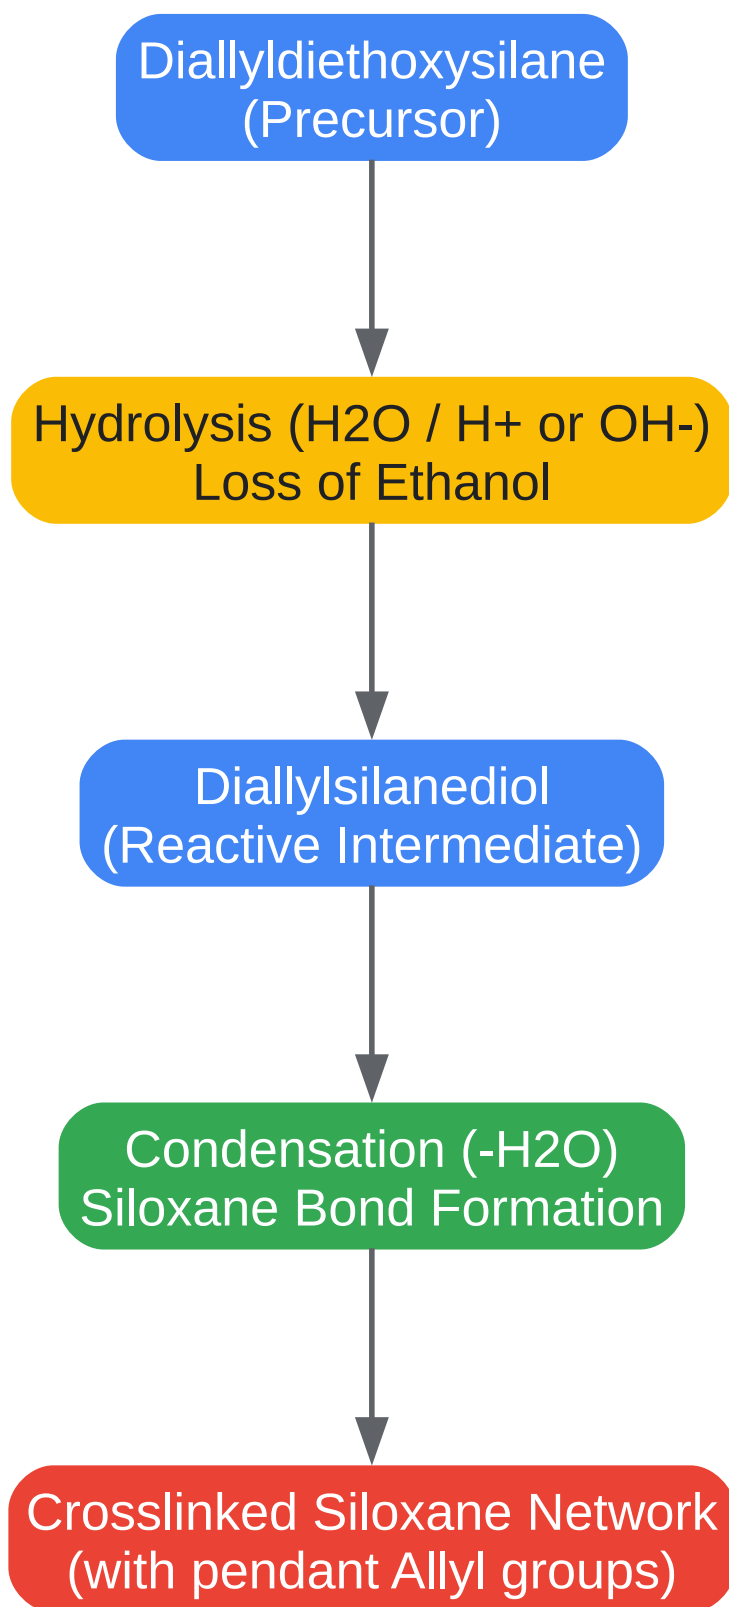 Diallyldiethoxysilane
(Precursor)
Hydrolysis (H2O / H+ or OH-)
Loss of Ethanol
Diallylsilanediol
(Reactive Intermediate)
Condensation (-H2O)
Siloxane Bond Formation
Crosslinked Siloxane Network
(with pendant Allyl groups)